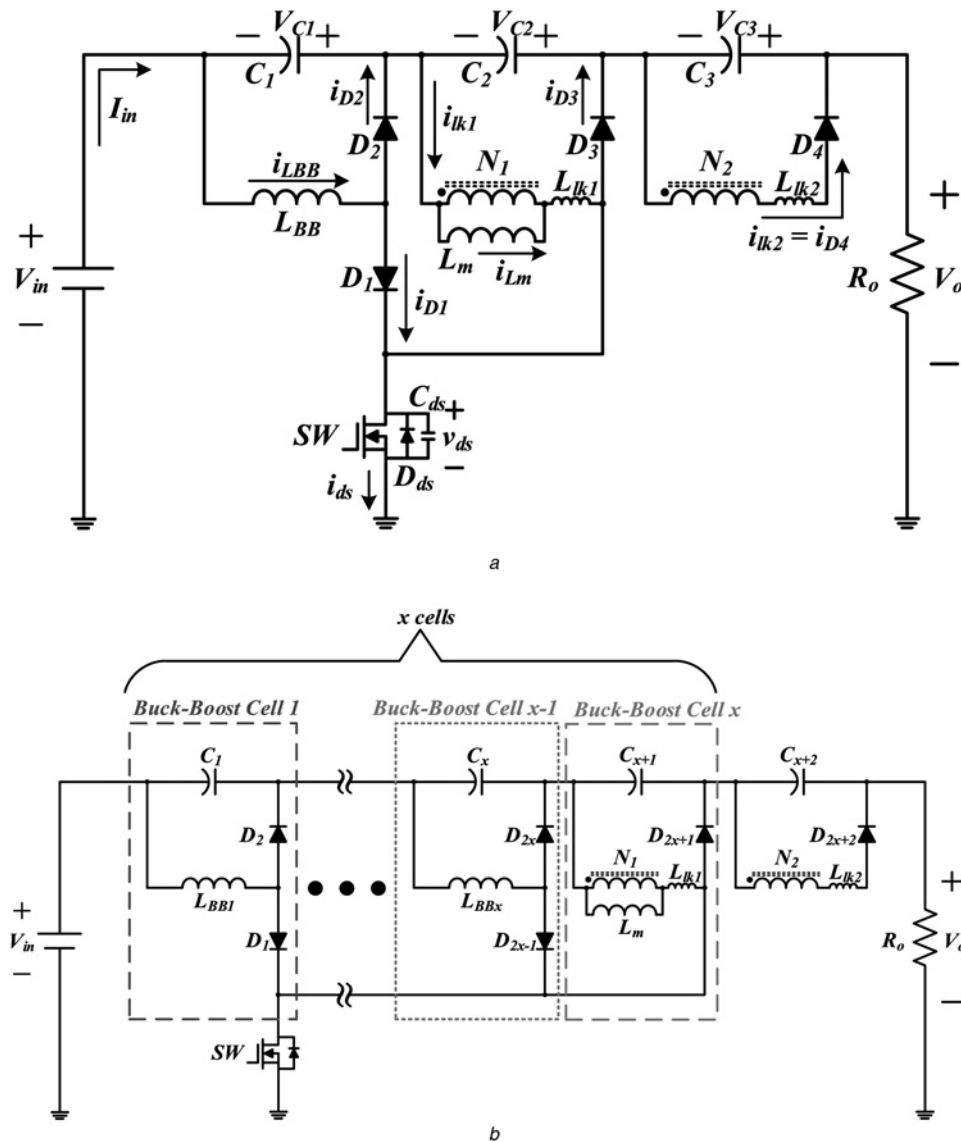 − V_C1 +
− V_C2 +
− V_C3 +
C_1
C_2
C_3
I_in
i_D2
i_lk1
i_D3
D_2
D_3
D_4
i_LBB
N_1
L_lk1
N_2
L_lk2
L_BB
L_m
i_Lm
i_lk2 = i_D4
+
V_in
−
D_1
i_D1
R_o
+
V_o
−
C_ds
+
SW
v_ds
−
D_ds
i_ds
a
x cells
Buck-Boost Cell 1
Buck-Boost Cell x-1
Buck-Boost Cell x
C_1
C_x
C_x+1
C_x+2
D_2
D_2x
D_2x+1
D_2x+2
N_1
L_lk1
N_2
L_lk2
L_BB1
L_BBx
L_m
+
V_in
−
D_1
D_2x-1
R_o
+
−
SW
b